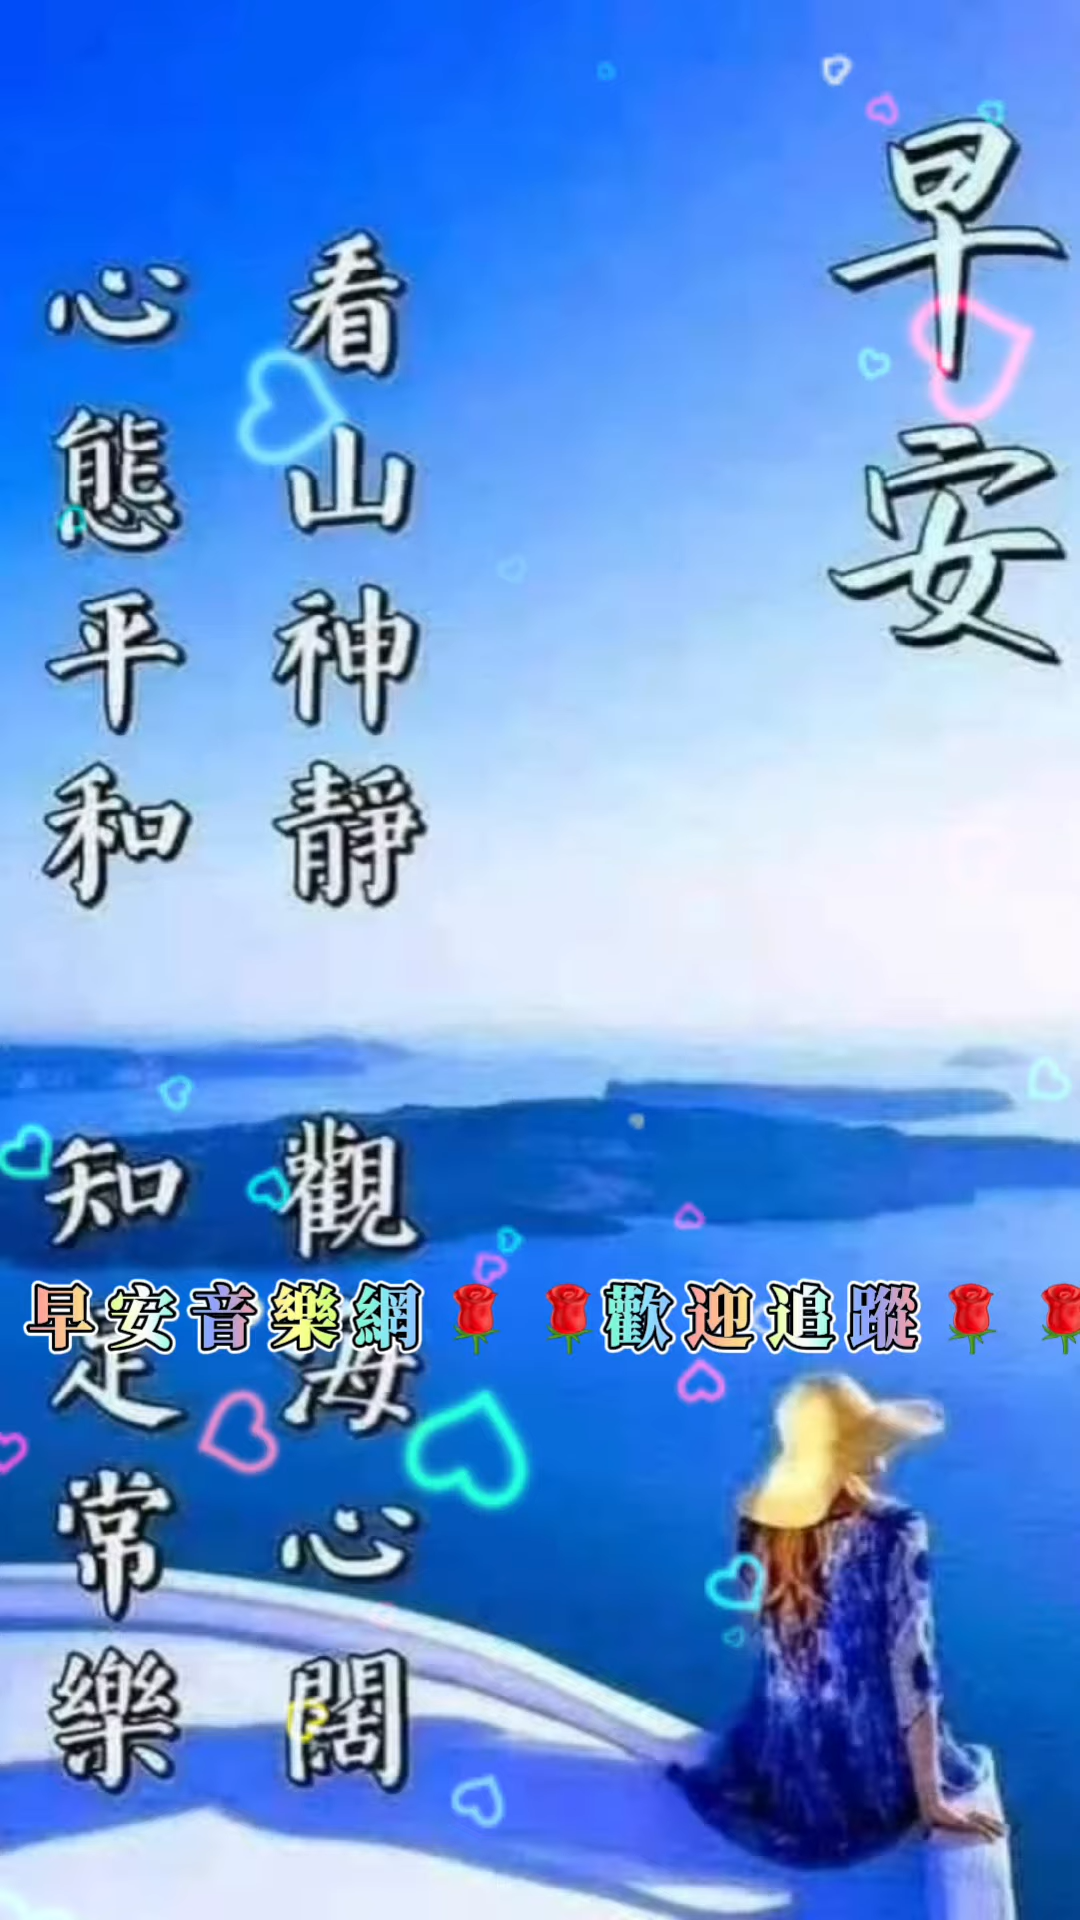 早安
看山神靜
觀海心闊
心態平和
知足常樂
早安音樂網🌹🌹歡迎追蹤🌹🌹